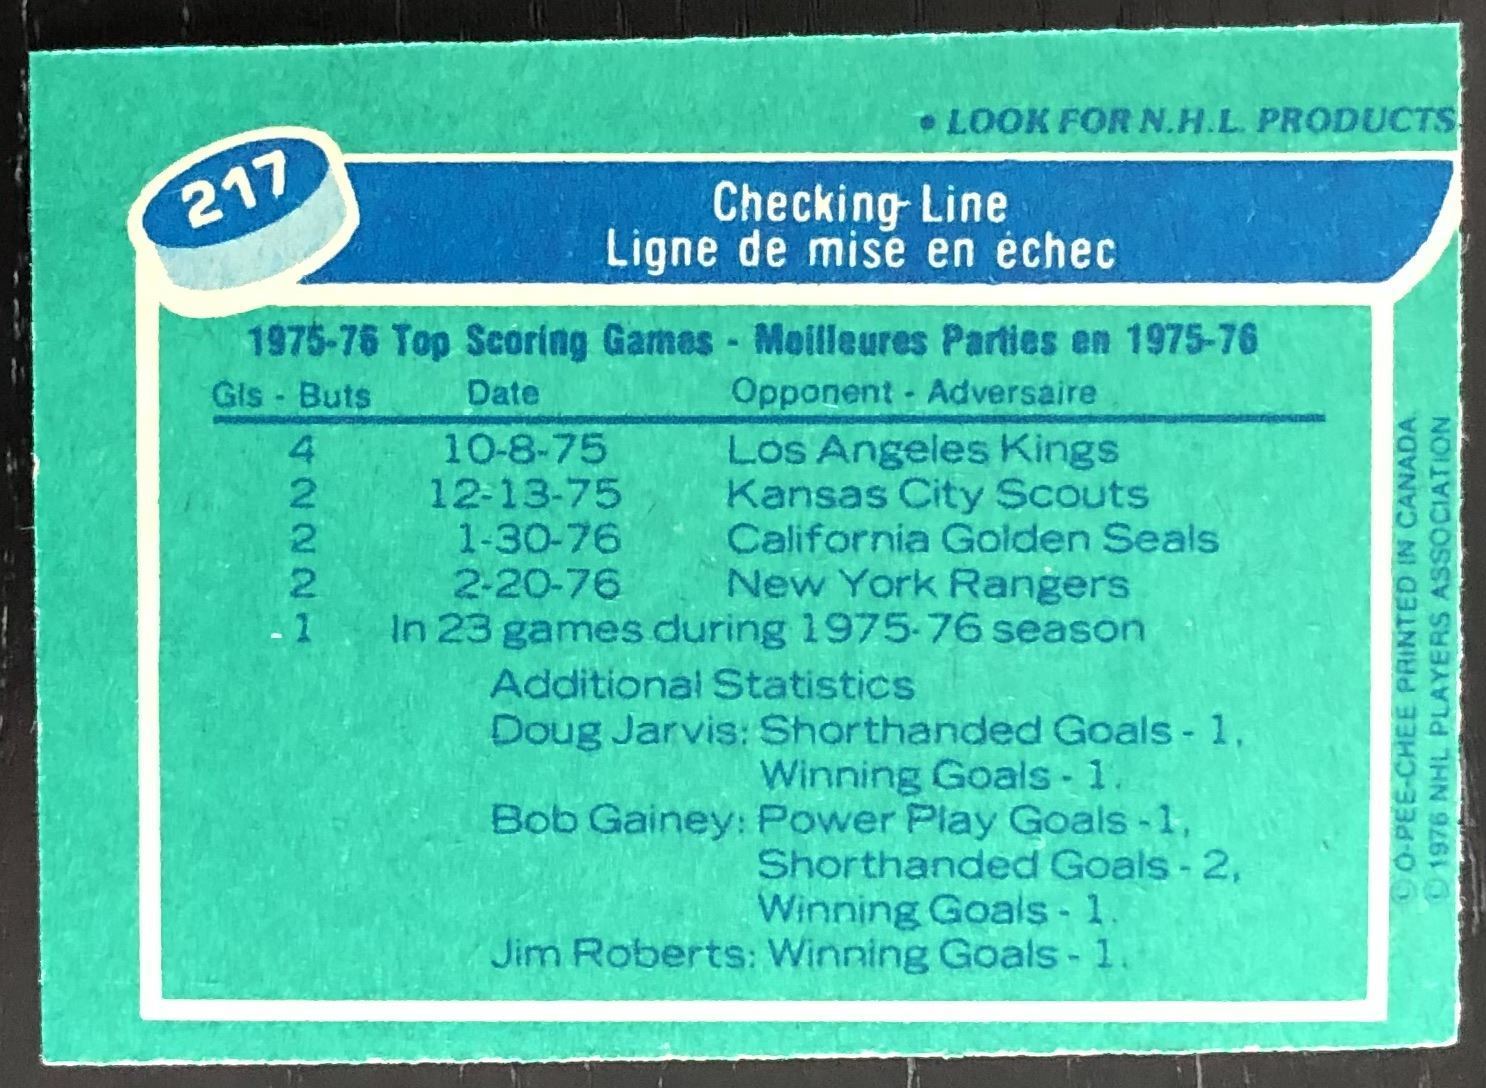 • LOOK FOR N.H.L. PRODUCTS
217
Checking Line
Ligne de mise en échec
1975-76 Top Scoring Games - Meilleures Parties en 1975-76
Gls - Buts Date Opponent - Adversaire
4 10-8-75 Los Angeles Kings
2 12-13-75 Kansas City Scouts
2 1-30-76 California Golden Seals
2 2-20-76 New York Rangers
1 In 23 games during 1975-76 season
Additional Statistics
Doug Jarvis: Shorthanded Goals - 1,
Winning Goals - 1.
Bob Gainey: Power Play Goals - 1,
Shorthanded Goals - 2,
Winning Goals - 1.
Jim Roberts: Winning Goals - 1.
© O-PEE-CHEE PRINTED IN CANADA
© 1976 NHL PLAYERS ASSOCIATION